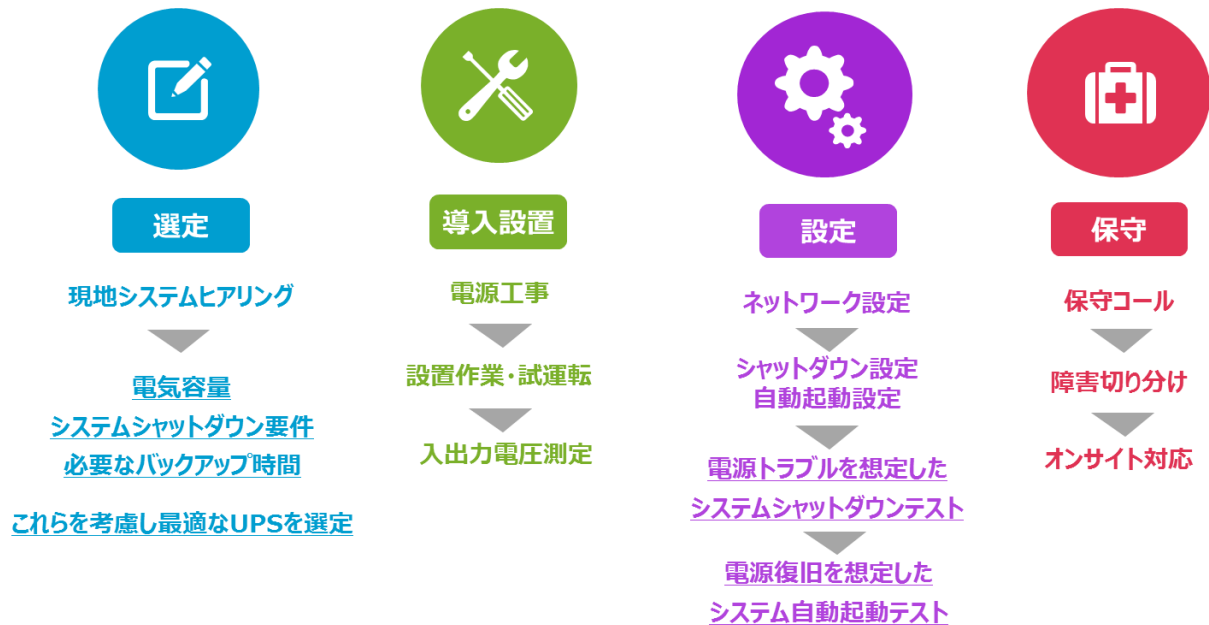 選定
現地システムヒアリング
電気容量
システムシャットダウン要件
必要なバックアップ時間
これらを考慮し最適なUPSを選定
導入設置
電源工事
設置作業・試運転
入出力電圧測定
設定
ネットワーク設定
シャットダウン設定
自動起動設定
電源トラブルを想定した
システムシャットダウンテスト
電源復旧を想定した
システム自動起動テスト
保守
保守コール
障害切り分け
オンサイト対応